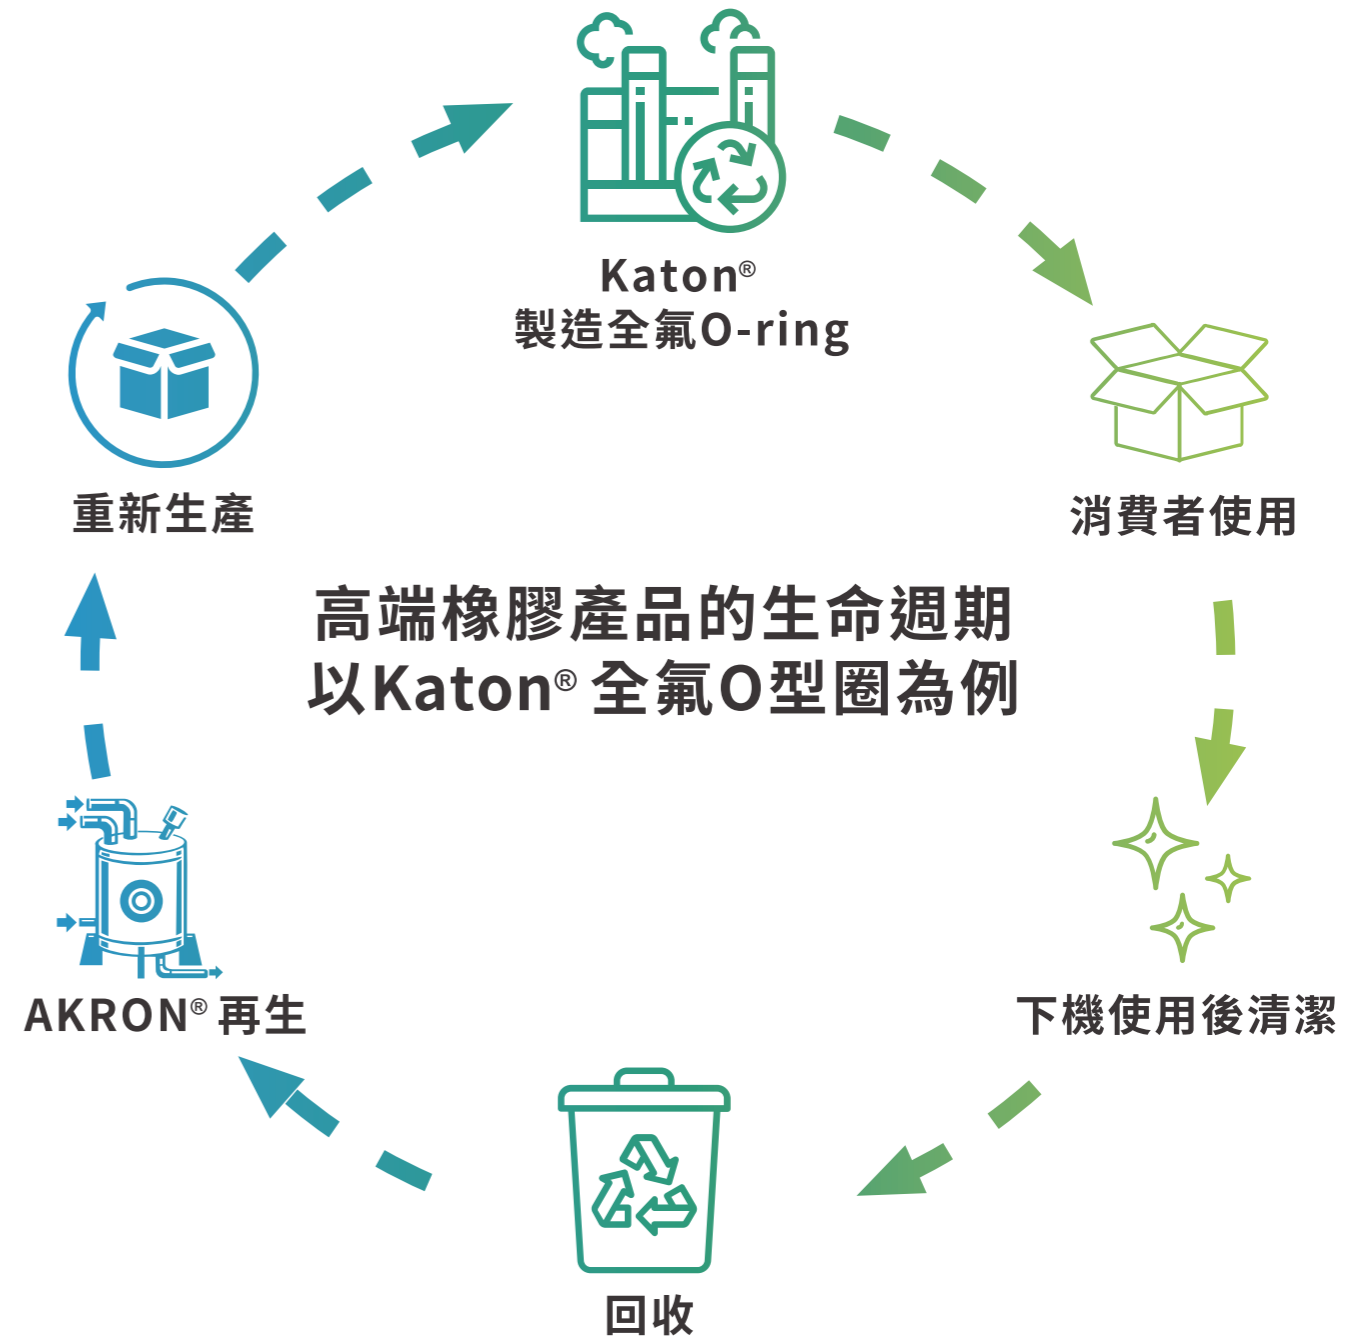 Katon®
製造全氟O-ring
重新生產
消費者使用
高端橡膠產品的生命週期
以Katon® 全氟O型圈為例
AKRON® 再生
下機使用後清潔
回收